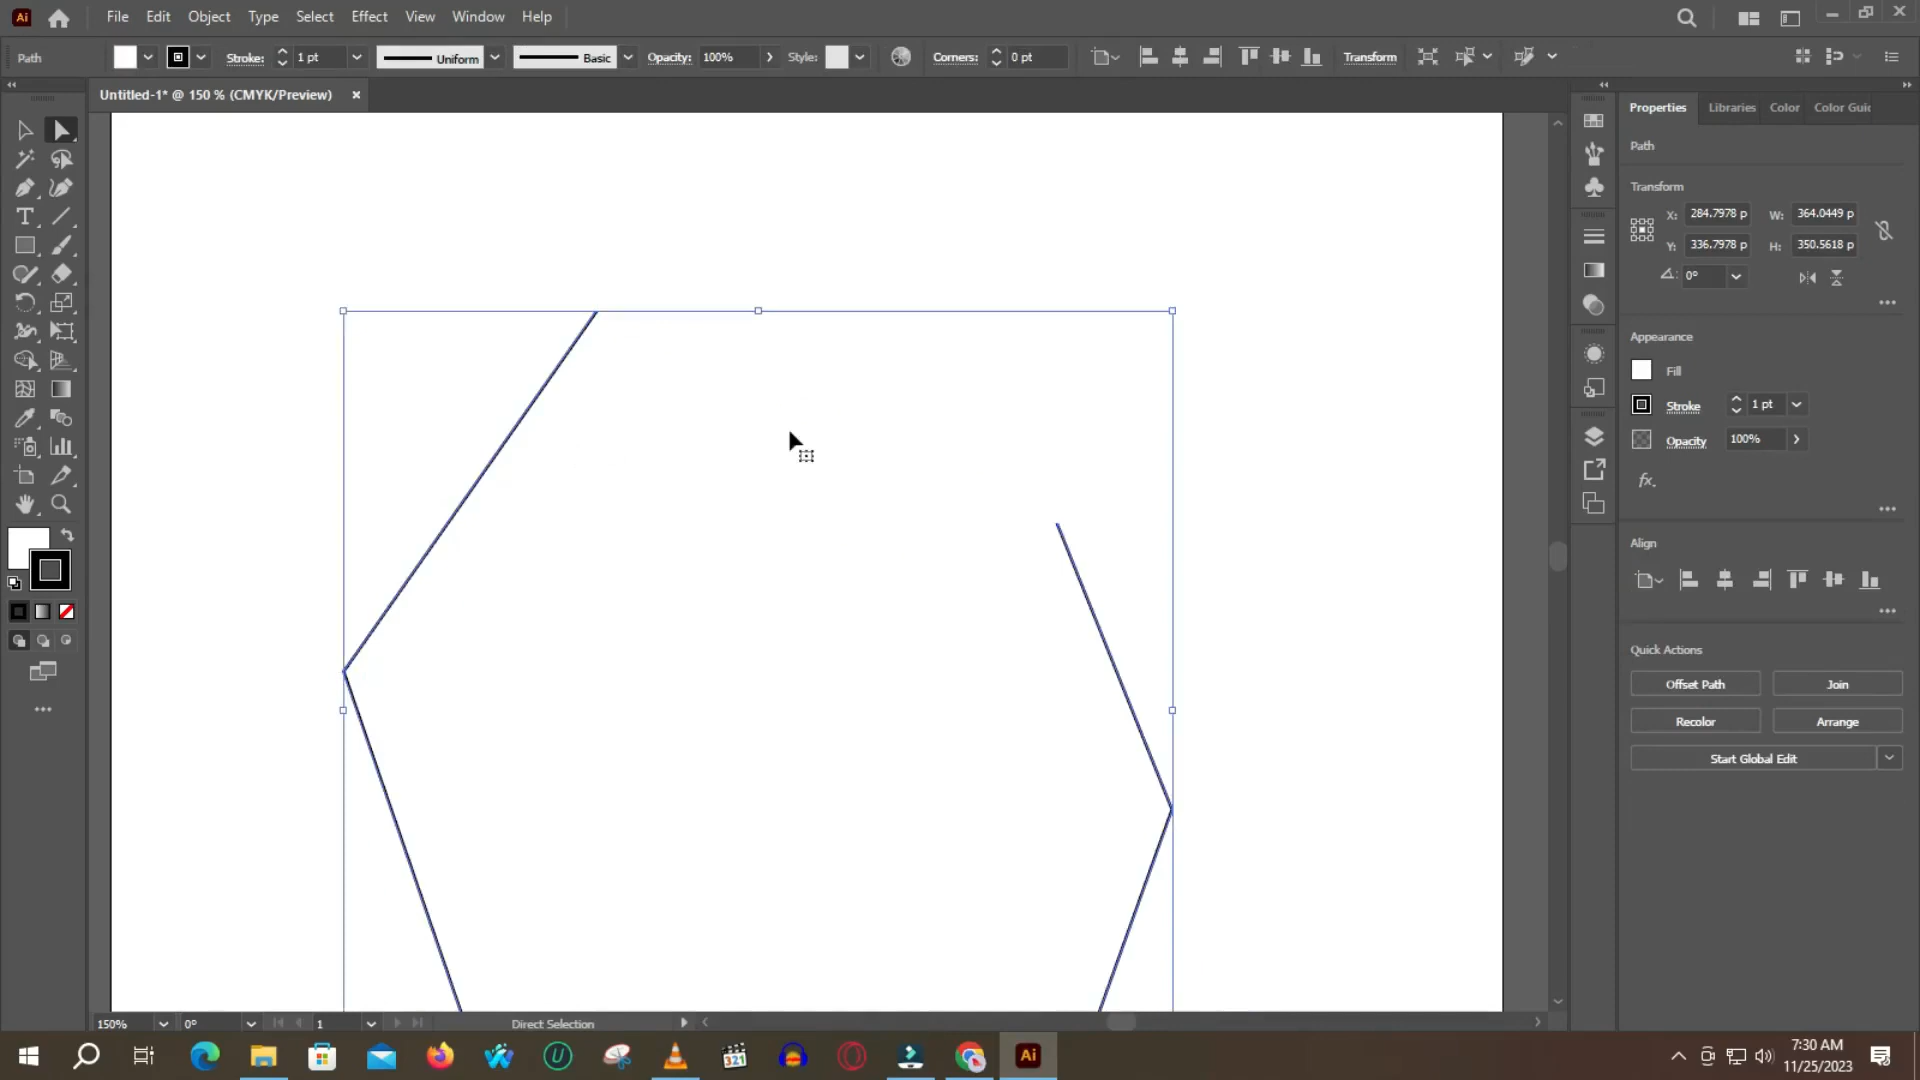 Ai File Edit Object Type Select Effect View Window Help
Path Stroke: 1 pt Uniform Basic Opacity: 100% Style: Corners: 0 pt Transform
Untitled-1* @ 150 % (CMYK/Preview)
Properties Libraries Color Color Guid
Path
Transform
X: 284.7978 p W: 364.0449 p
Y: 336.7978 p H: 350.5618 p
0°
Appearance
Fill
Stroke 1 pt
Opacity 100%
fx.
Align
Quick Actions
Offset Path Join
Recolor Arrange
Start Global Edit
150% 0° 1 Direct Selection
321
U
Ai
7:30 AM
11/25/2023